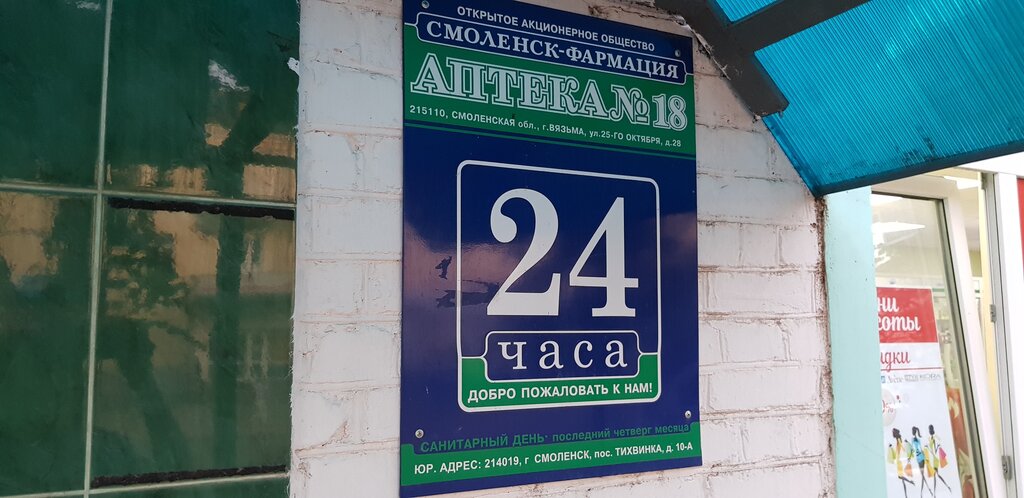 ОТКРЫТОЕ АКЦИОНЕРНОЕ ОБЩЕСТВО
СМОЛЕНСК-ФАРМАЦИЯ
АПТЕКА №18
215110, СМОЛЕНСКАЯ обл., г.ВЯЗЬМА, ул.25-ГО ОКТЯБРЯ, д.28
24
часа
ДОБРО ПОЖАЛОВАТЬ К НАМ!
САНИТАРНЫЙ ДЕНЬ- последний четверг месяца
ЮР. АДРЕС: 214019, г СМОЛЕНСК, пос. ТИХВИНКА, д. 10-А